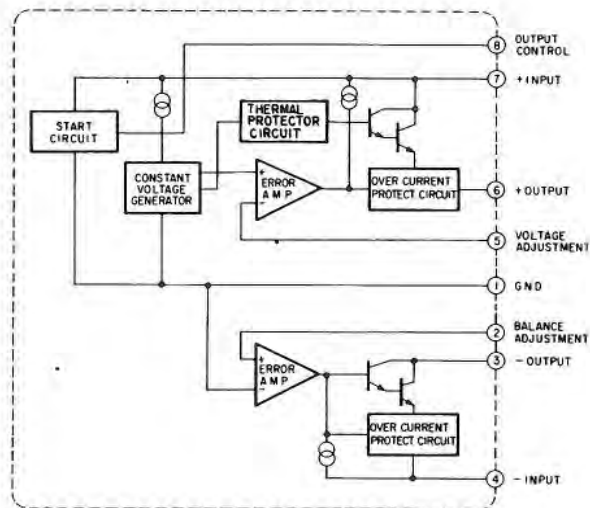 8 OUTPUT
CONTROL
7 +INPUT
START
CIRCUIT
THERMAL
PROTECTOR
CIRCUIT
CONSTANT
VOLTAGE
GENERATOR
+
ERROR
AMP
-
OVER CURRENT
PROTECT CIRCUIT
6 +OUTPUT
5 VOLTAGE
ADJUSTMENT
1 GND
2 BALANCE
ADJUSTMENT
3 -OUTPUT
+
ERROR
AMP
-
OVER CURRENT
PROTECT CIRCUIT
4 -INPUT